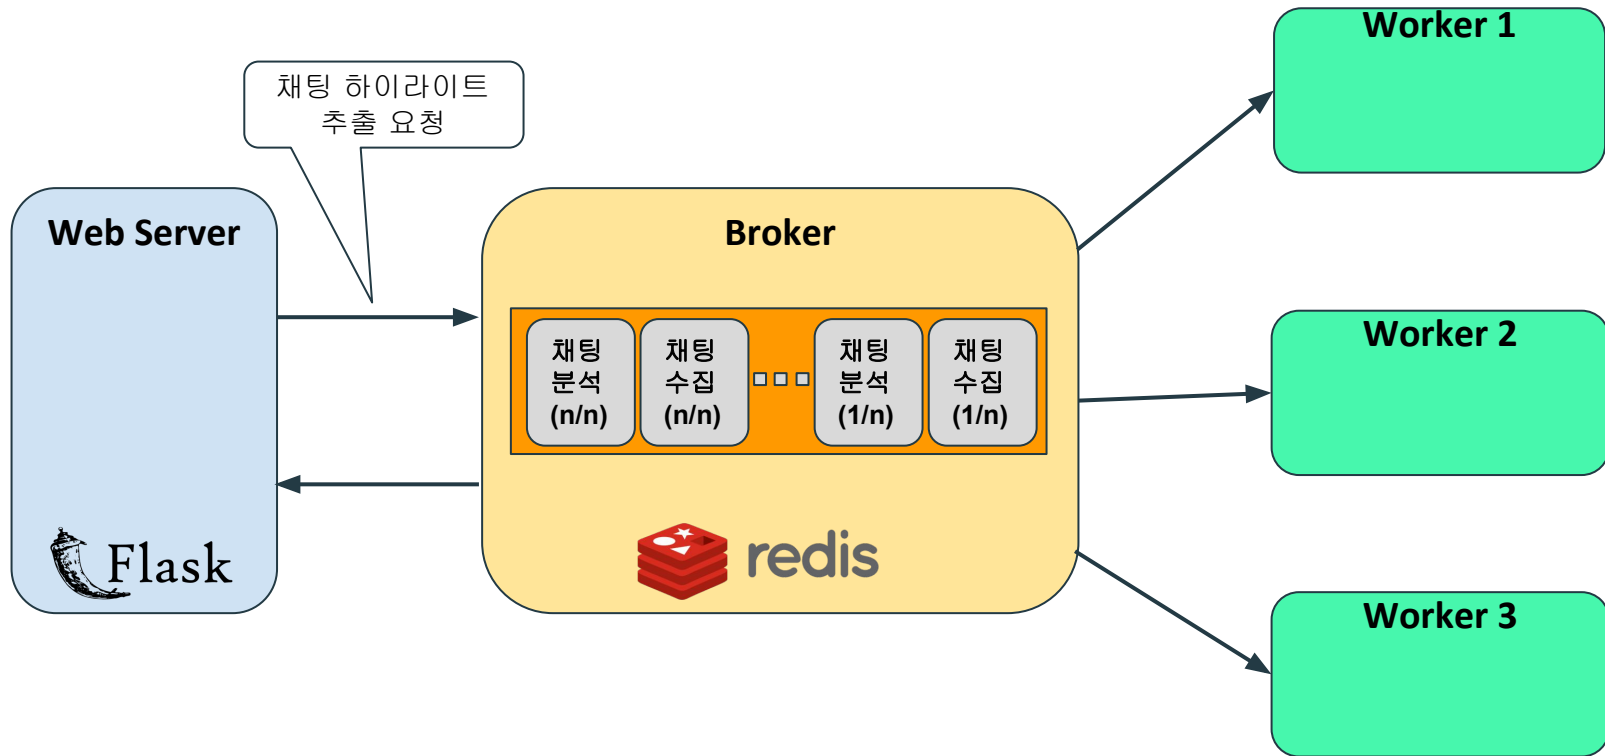 채팅 하이라이트
추출 요청
Web Server
Flask
Broker
채팅
분석
(n/n)
채팅
수집
(n/n)
채팅
분석
(1/n)
채팅
수집
(1/n)
redis
Worker 1
Worker 2
Worker 3